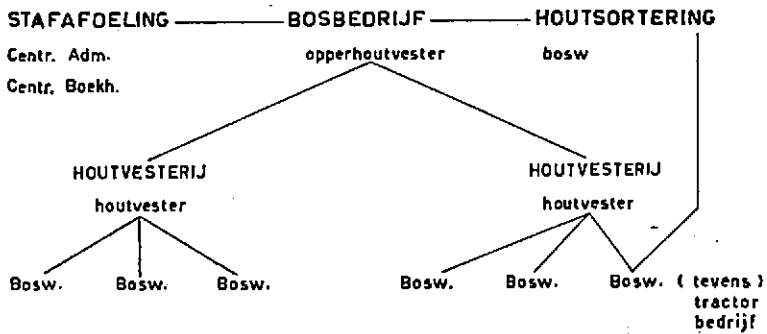 STAFAFDELING BOSBEDRIJF HOUTSORTERING
Centr. Adm. opperhoutvester bosw
Centr. Boekh.
HOUTVESTERIJ HOUTVESTERIJ
houtvester houtvester
Bosw. Bosw. Bosw. Bosw. Bosw. Bosw. ( tevens )
tractor
bedrijf